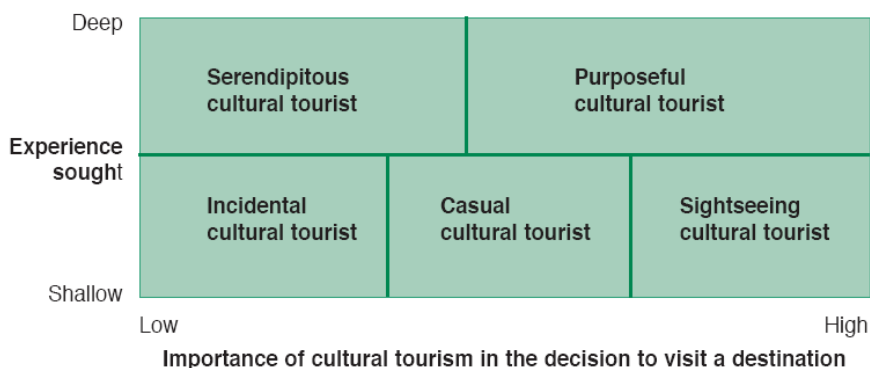 Deep
Serendipitous
cultural tourist
Purposeful
cultural tourist
Experience
sought
Incidental
cultural tourist
Casual
cultural tourist
Sightseeing
cultural tourist
Shallow
Low
High
Importance of cultural tourism in the decision to visit a destination